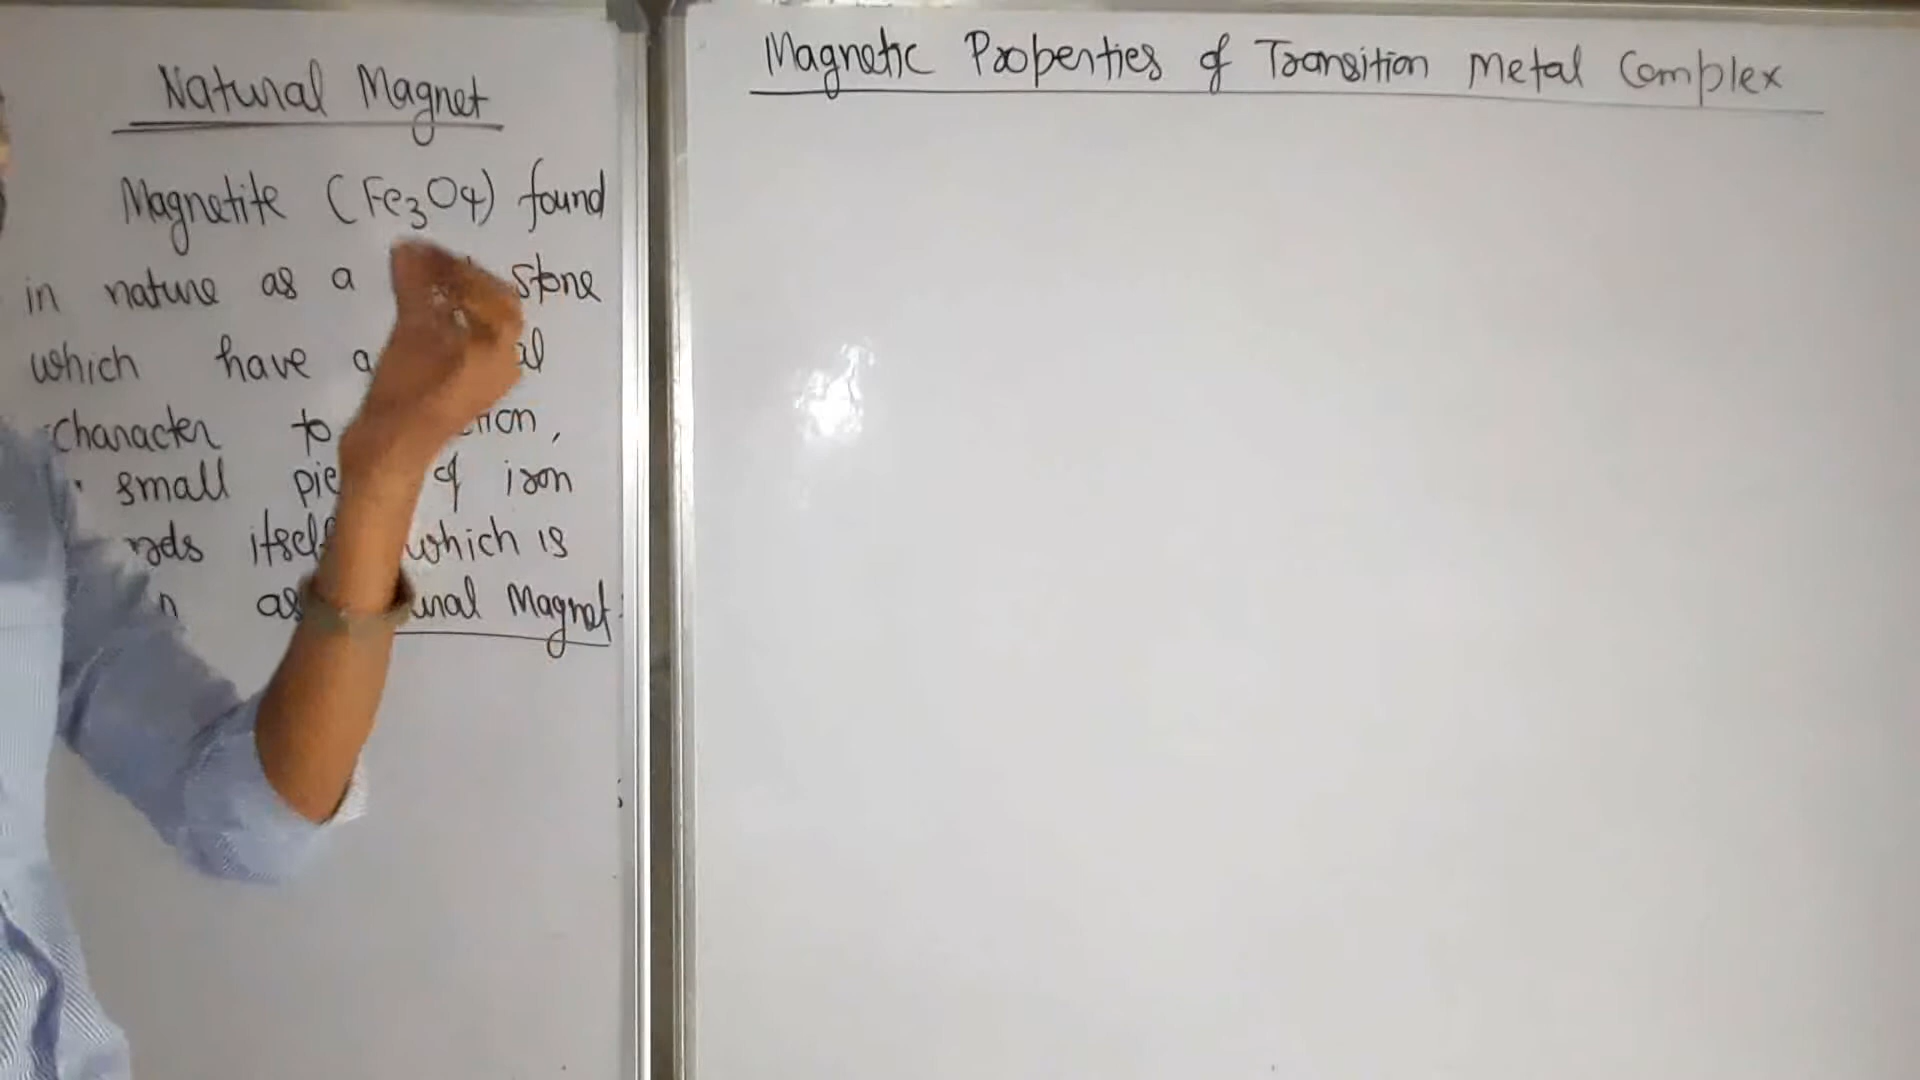 Natural Magnet
Magnetite (Fe3O4) found
in nature as a stone
which have a
character to
small of iron
itself which is
as Magnet
Magnetic Properties of Transition Metal Complex